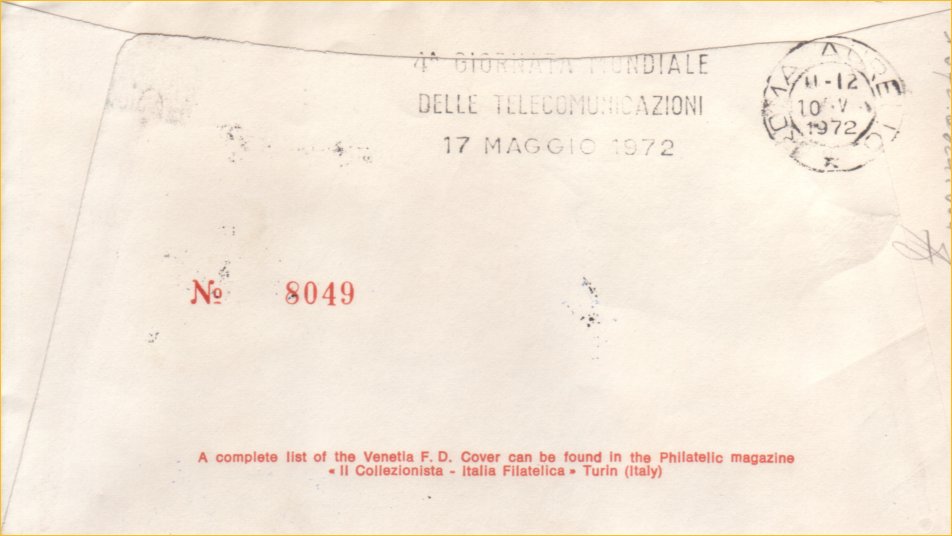 4ª GIORNATA MONDIALE
DELLE TELECOMUNICAZIONI
17 MAGGIO 1972
ROMA
11-12
10 V
1972
№ 8049
A complete list of the Venetia F. D. Cover can be found in the Philatelic magazine
« Il Collezionista - Italia Filatelica » Turin (Italy)